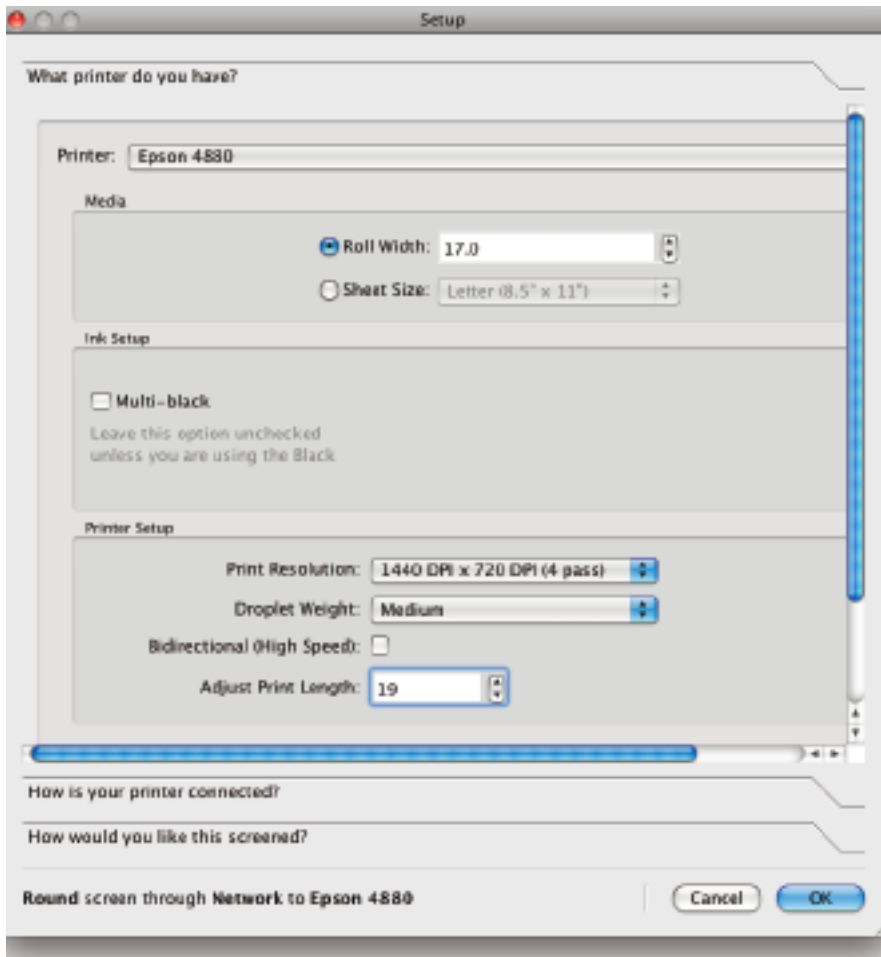 Setup
What printer do you have?
Printer: Epson 4880
Media
Roll Width: 17.0
Sheet Size: Letter (8.5" x 11")
Ink Setup
Multi-black
Leave this option unchecked
unless you are using the Black
Printer Setup
Print Resolution: 1440 DPI x 720 DPI (4 pass)
Droplet Weight: Medium
Bidirectional (High Speed):
Adjust Print Length: 19
How is your printer connected?
How would you like this screened?
Round screen through Network to Epson 4880
Cancel OK